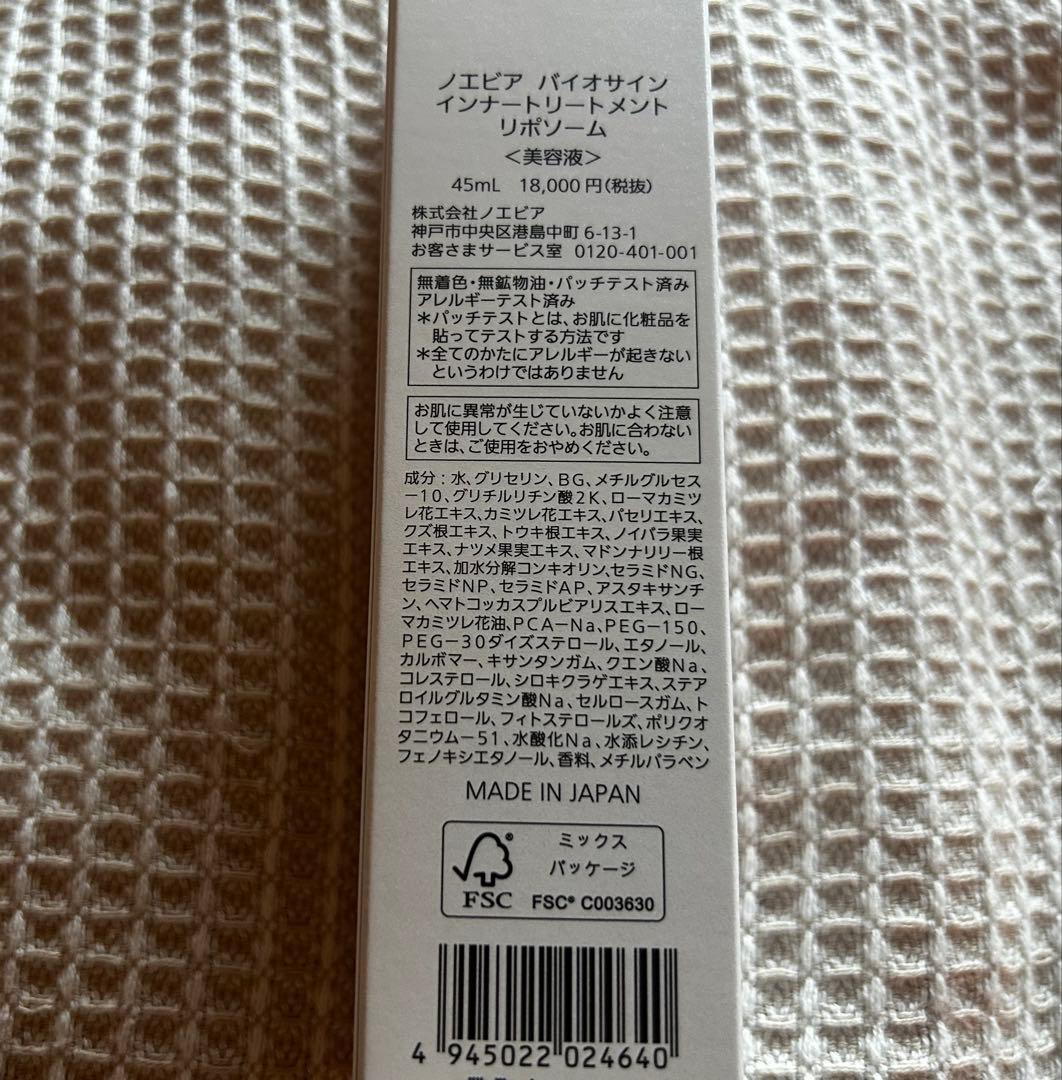 ノエビア バイオサイン
インナートリートメント
リポソーム
＜美容液＞
45mL 18,000円（税抜）
株式会社ノエビア
神戸市中央区港島中町 6-13-1
お客さまサービス室 0120-401-001
無着色・無鉱物油・パッチテスト済み
アレルギーテスト済み
＊パッチテストとは、お肌に化粧品を
貼ってテストする方法です
＊全てのかたにアレルギーが起きない
というわけではありません
お肌に異常が生じていないかよく注意
して使用してください。お肌に合わない
ときは、ご使用をおやめください。
成分：水、グリセリン、BG、メチルグルセス
－10、グリチルリチン酸2K、ローマカミツ
レ花エキス、カミツレ花エキス、パセリエキス、
クズ根エキス、トウキ根エキス、ノイバラ果実
エキス、ナツメ果実エキス、マドンナリリー根
エキス、加水分解コンキオリン、セラミドNG、
セラミドNP、セラミドAP、アスタキサンチ
ン、ヘマトコッカスプルビアリスエキス、ロー
マカミツレ花油、PCA－Na、PEG－150、
PEG－30ダイズステロール、エタノール、
カルボマー、キサンタンガム、クエン酸Na、
コレステロール、シロキクラゲエキス、ステア
ロイルグルタミン酸Na、セルロースガム、ト
コフェロール、フィトステロールズ、ポリクオ
タニウム－51、水酸化Na、水添レシチン、
フェノキシエタノール、香料、メチルパラベン
MADE IN JAPAN
ミックス
パッケージ
FSC FSC® C003630
4 945022 024640